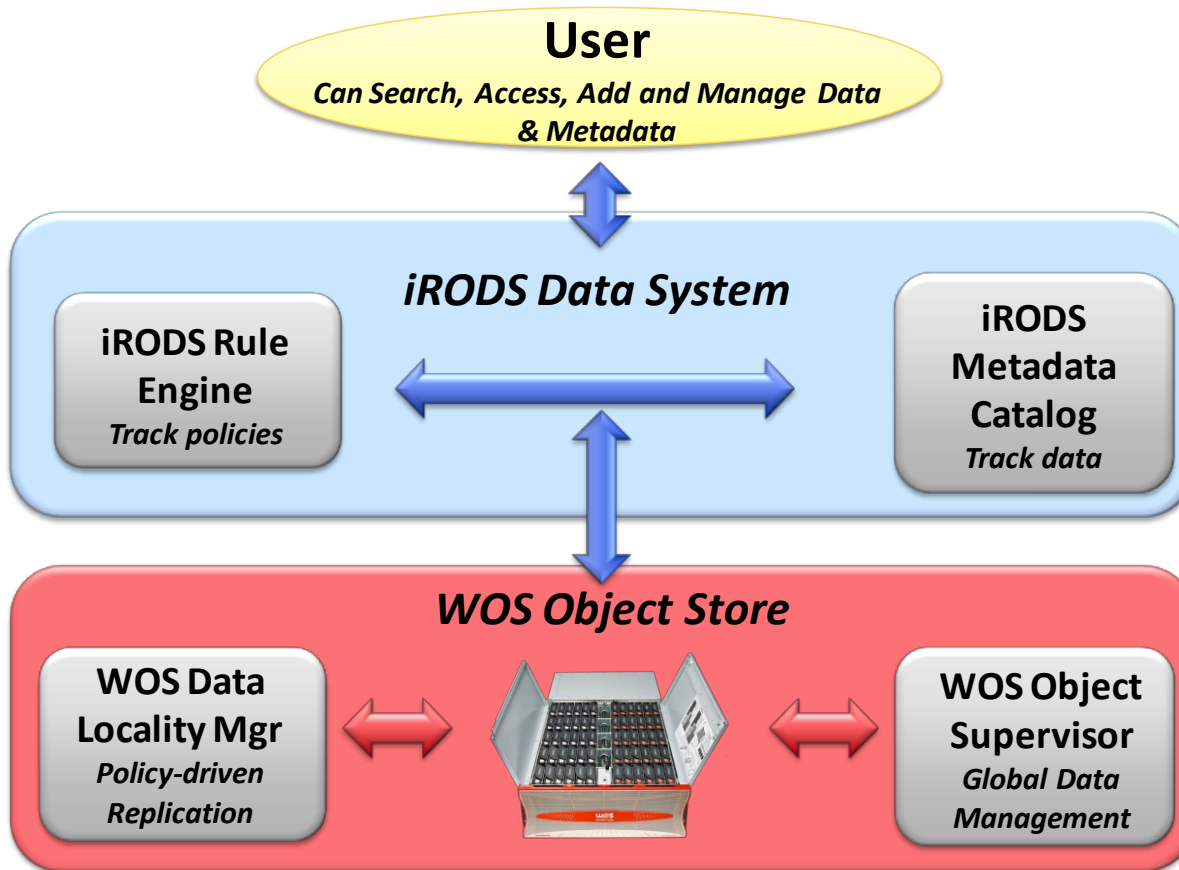 User
Can Search, Access, Add and Manage Data
& Metadata
iRODS Data System
iRODS Rule
Engine
Track policies
iRODS
Metadata
Catalog
Track data
WOS Object Store
WOS Data
Locality Mgr
Policy-driven
Replication
WOS
WOS Object
Supervisor
Global Data
Management